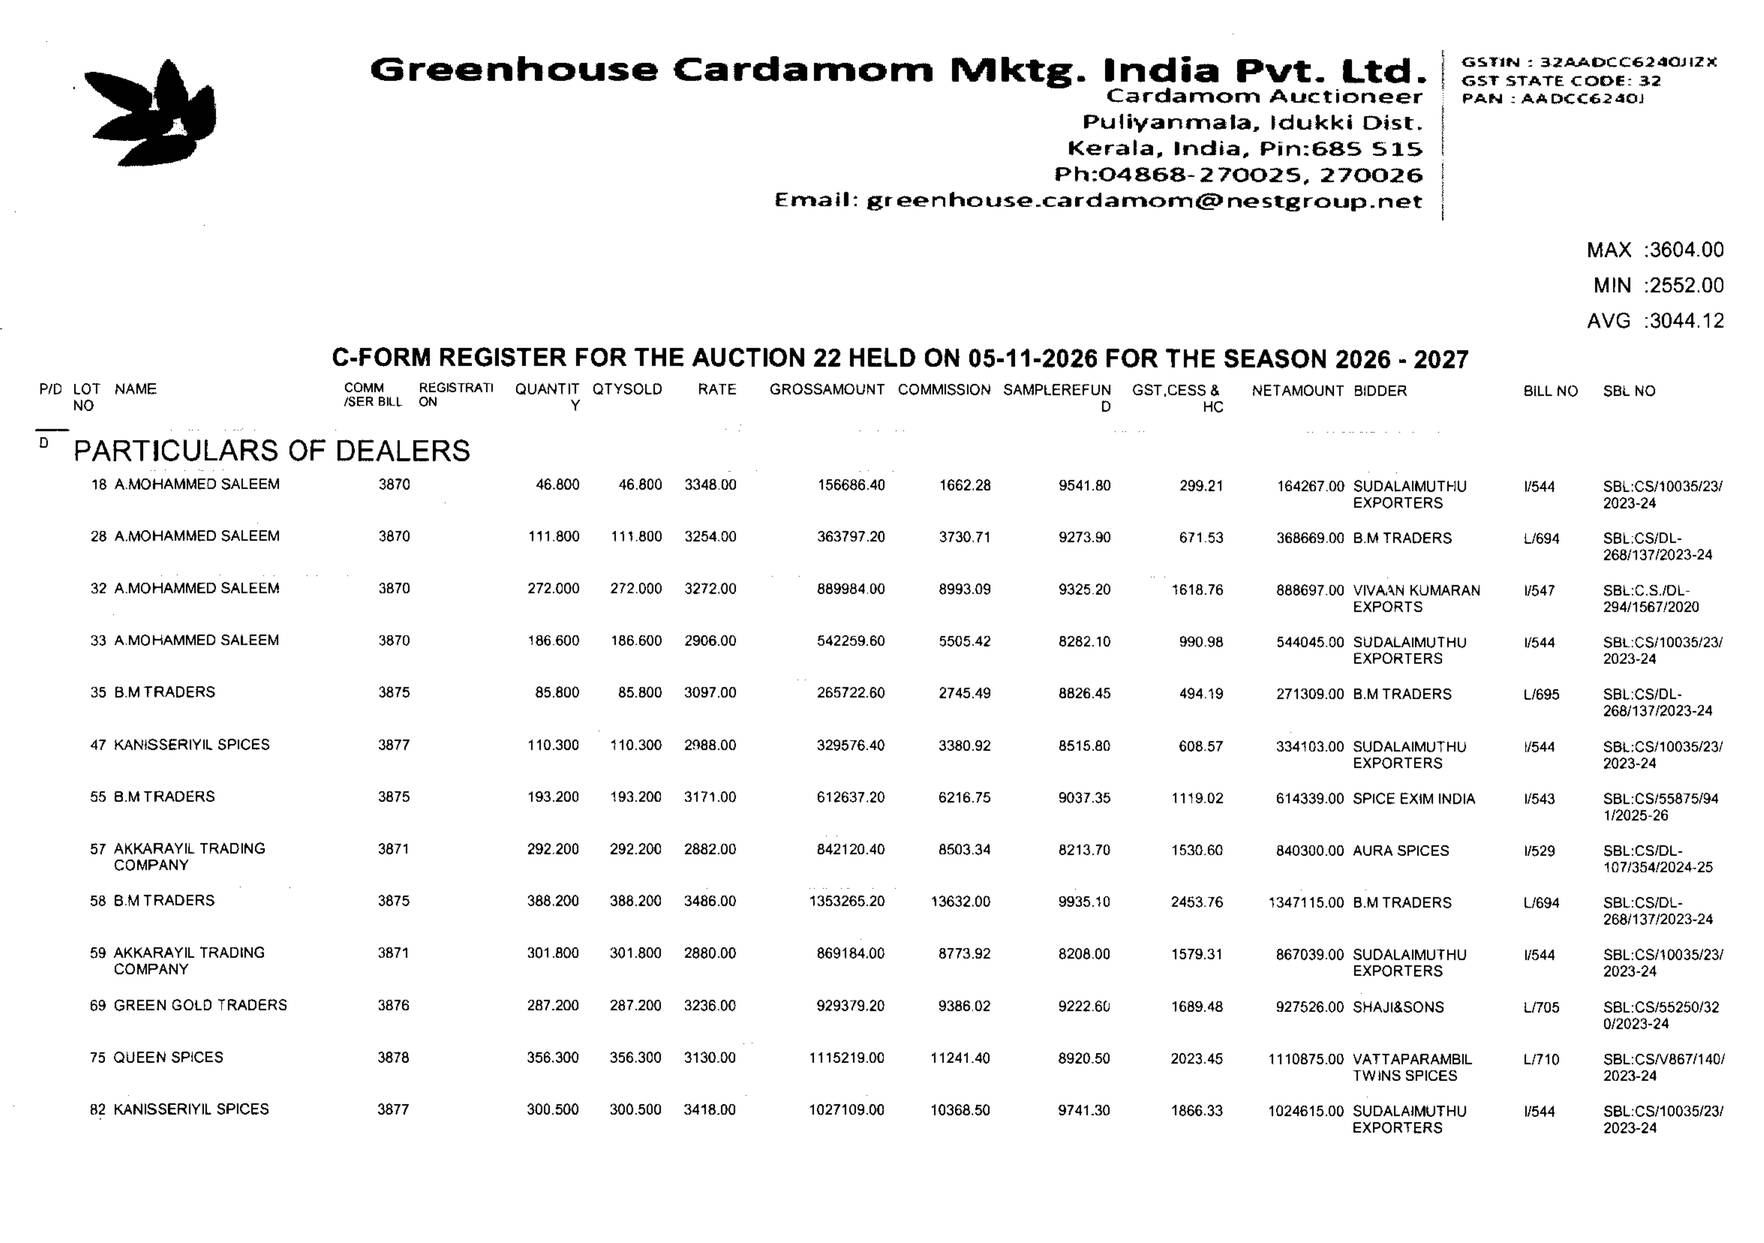 Greenhouse Cardamom Mktg. India Pvt. Ltd.
Cardamom Auctioneer
Puliyanmala, Idukki Dist.
Kerala, India, Pin:685 515
Ph:04868-270025, 270026
Email: greenhouse.cardamom@nestgroup.net
GSTIN : 32AADCC6240J1ZX
GST STATE CODE: 32
PAN : AADCC6240J
MAX :3604.00
MIN :2552.00
AVG :3044.12
C-FORM REGISTER FOR THE AUCTION 22 HELD ON 05-11-2026 FOR THE SEASON 2026 - 2027
P/D LOT NAME COMM REGISTRATI QUANTIT QTYSOLD RATE GROSSAMOUNT COMMISSION SAMPLEREFUN GST,CESS & NETAMOUNT BIDDER BILL NO SBL NO
NO /SER BILL ON Y D HC
D PARTICULARS OF DEALERS
18 A.MOHAMMED SALEEM 3870 46.800 46.800 3348.00 156686.40 1662.28 9541.80 299.21 164267.00 SUDALAIMUTHU I/544 SBL:CS/10035/23/
EXPORTERS 2023-24
28 A.MOHAMMED SALEEM 3870 111.800 111.800 3254.00 363797.20 3730.71 9273.90 671.53 368669.00 B.M TRADERS L/694 SBL:CS/DL-
268/137/2023-24
32 A.MOHAMMED SALEEM 3870 272.000 272.000 3272.00 889984.00 8993.09 9325.20 1618.76 888697.00 VIVAAN KUMARAN I/547 SBL:C.S./DL-
EXPORTS 294/1567/2020
33 A.MOHAMMED SALEEM 3870 186.600 186.600 2906.00 542259.60 5505.42 8282.10 990.98 544045.00 SUDALAIMUTHU I/544 SBL:CS/10035/23/
EXPORTERS 2023-24
35 B.M TRADERS 3875 85.800 85.800 3097.00 265722.60 2745.49 8826.45 494.19 271309.00 B.M TRADERS L/695 SBL:CS/DL-
268/137/2023-24
47 KANISSERIYIL SPICES 3877 110.300 110.300 2988.00 329576.40 3380.92 8515.80 608.57 334103.00 SUDALAIMUTHU I/544 SBL:CS/10035/23/
EXPORTERS 2023-24
55 B.M TRADERS 3875 193.200 193.200 3171.00 612637.20 6216.75 9037.35 1119.02 614339.00 SPICE EXIM INDIA I/543 SBL:CS/55875/94
1/2025-26
57 AKKARAYIL TRADING 3871 292.200 292.200 2882.00 842120.40 8503.34 8213.70 1530.60 840300.00 AURA SPICES I/529 SBL:CS/DL-
COMPANY 107/354/2024-25
58 B.M TRADERS 3875 388.200 388.200 3486.00 1353265.20 13632.00 9935.10 2453.76 1347115.00 B.M TRADERS L/694 SBL:CS/DL-
268/137/2023-24
59 AKKARAYIL TRADING 3871 301.800 301.800 2880.00 869184.00 8773.92 8208.00 1579.31 867039.00 SUDALAIMUTHU I/544 SBL:CS/10035/23/
COMPANY EXPORTERS 2023-24
69 GREEN GOLD TRADERS 3876 287.200 287.200 3236.00 929379.20 9386.02 9222.60 1689.48 927526.00 SHAJI&SONS L/705 SBL:CS/55250/32
0/2023-24
75 QUEEN SPICES 3878 356.300 356.300 3130.00 1115219.00 11241.40 8920.50 2023.45 1110875.00 VATTAPARAMBIL L/710 SBL:CS/V867/140/
TWINS SPICES 2023-24
82 KANISSERIYIL SPICES 3877 300.500 300.500 3418.00 1027109.00 10368.50 9741.30 1866.33 1024615.00 SUDALAIMUTHU I/544 SBL:CS/10035/23/
EXPORTERS 2023-24